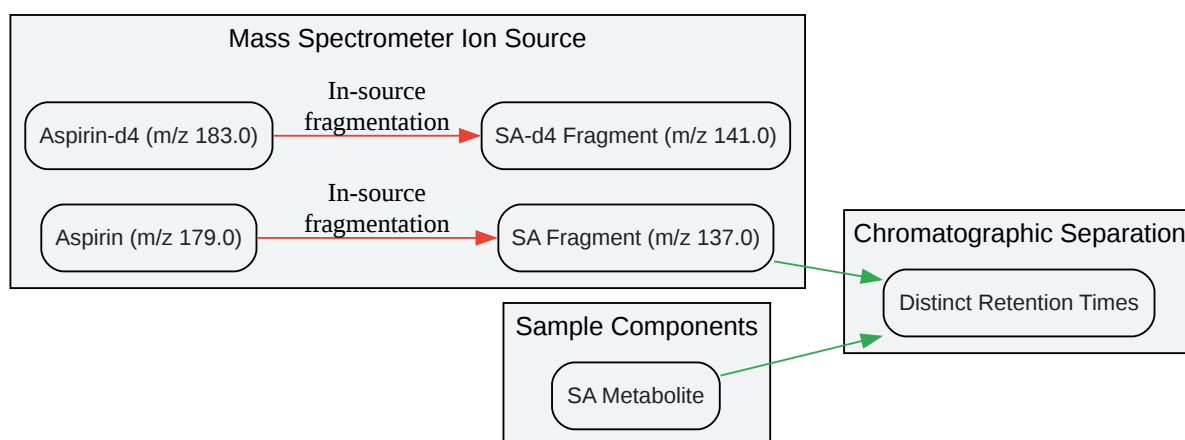 Mass Spectrometer Ion Source
In-source
fragmentation
Aspirin-d4 (m/z 183.0)
SA-d4 Fragment (m/z 141.0)
In-source
fragmentation
Aspirin (m/z 179.0)
SA Fragment (m/z 137.0)
Chromatographic Separation
Distinct Retention Times
Sample Components
SA Metabolite